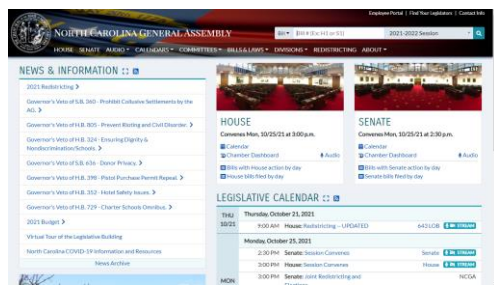 Employee Portal | Find Your Legislators | Contact Info
NORTH CAROLINA GENERAL ASSEMBLY
Bill
Bill # (Ex: H1 or S1)
2021-2022 Session
HOUSE SENATE AUDIO CALENDARS COMMITTEES BILLS & LAWS DIVISIONS REDISTRICTING ABOUT
NEWS & INFORMATION
2021 Redistricting >
Governor's Veto of S.B. 360 - Prohibit Collusive Settlements by the
AG. >
Governor's Veto of H.B. 805 - Prevent Rioting and Civil Disorder. >
Governor's Veto of H.B. 324 - Ensuring Dignity &
Nondiscrimination/Schools. >
Governor's Veto of S.B. 636 - Donor Privacy. >
Governor's Veto of H.B. 398 - Pistol Purchase Permit Repeal. >
Governor's Veto of H.B. 352 - Hotel Safety Issues. >
Governor's Veto of H.B. 729 - Charter Schools Omnibus. >
2021 Budget >
Virtual Tour of the Legislative Building
North Carolina COVID-19 Information and Resources
News Archive
HOUSE
Convenes Mon, 10/25/21 at 3:00 p.m.
Calendar
Chamber Dashboard Audio
Bills with House action by day
House bills filed by day
SENATE
Convenes Mon, 10/25/21 at 2:30 p.m.
Calendar
Chamber Dashboard Audio
Bills with Senate action by day
Senate bills filed by day
LEGISLATIVE CALENDAR
THU
10/21
Thursday, October 21, 2021
9:00 AM House: Redistricting - UPDATED 643 LOB STREAM
Monday, October 25, 2021
2:30 PM Senate: Session Convenes Senate STREAM
3:00 PM House: Session Convenes House STREAM
MON
3:00 PM Senate: Joint Redistricting and NCGA
Elections